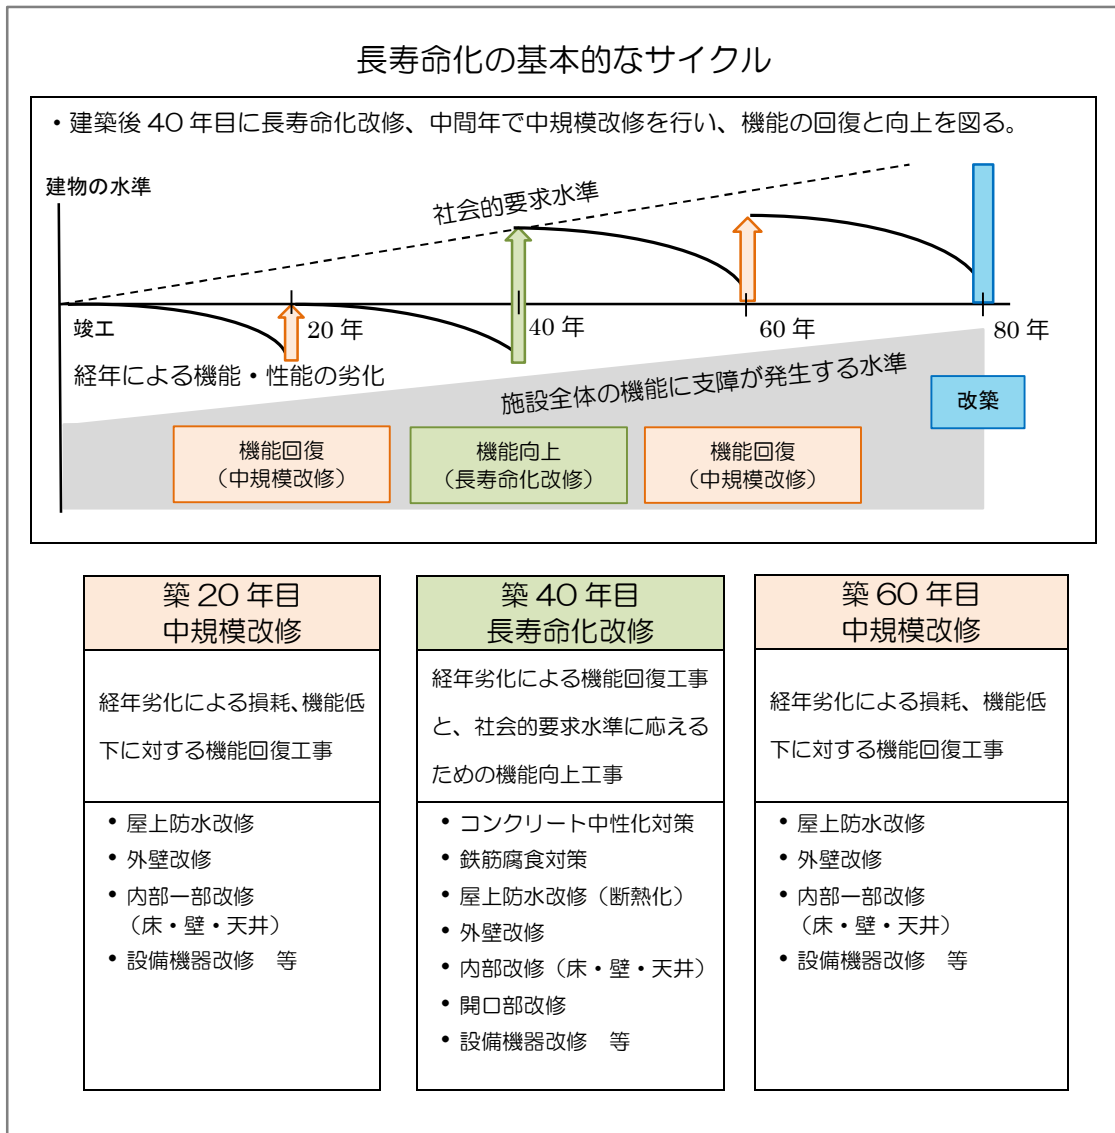 長寿命化の基本的なサイクル
・建築後 40 年目に長寿命化改修、中間年で中規模改修を行い、機能の回復と向上を図る。
建物の水準
社会的要求水準
竣工
20 年
40 年
60 年
80 年
経年による機能・性能の劣化
施設全体の機能に支障が発生する水準
改築
機能回復
（中規模改修）
機能向上
（長寿命化改修）
機能回復
（中規模改修）
築 20 年目
中規模改修
経年劣化による損耗、機能低
下に対する機能回復工事
• 屋上防水改修
• 外壁改修
• 内部一部改修
（床・壁・天井）
• 設備機器改修　等
築 40 年目
長寿命化改修
経年劣化による機能回復工事
と、社会的要求水準に応える
ための機能向上工事
• コンクリート中性化対策
• 鉄筋腐食対策
• 屋上防水改修（断熱化）
• 外壁改修
• 内部改修（床・壁・天井）
• 開口部改修
• 設備機器改修　等
築 60 年目
中規模改修
経年劣化による損耗、機能低
下に対する機能回復工事
• 屋上防水改修
• 外壁改修
• 内部一部改修
（床・壁・天井）
• 設備機器改修　等